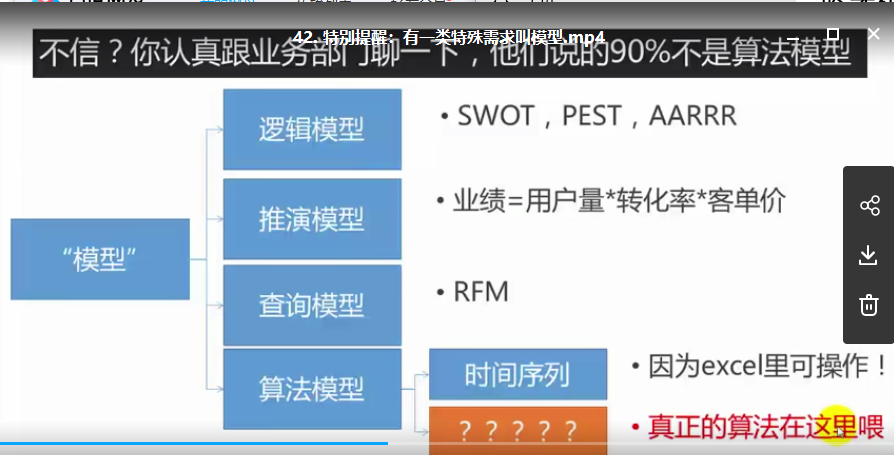 42. 特别提醒：有一类特殊需求叫模型.mp4
不信？你认真跟业务部门聊一下，他们说的90%不是算法模型
“模型”
逻辑模型
• SWOT，PEST，AARRR
推演模型
• 业绩=用户量*转化率*客单价
查询模型
• RFM
算法模型
时间序列
• 因为excel里可操作！
？？？？？
• 真正的算法在这里喂